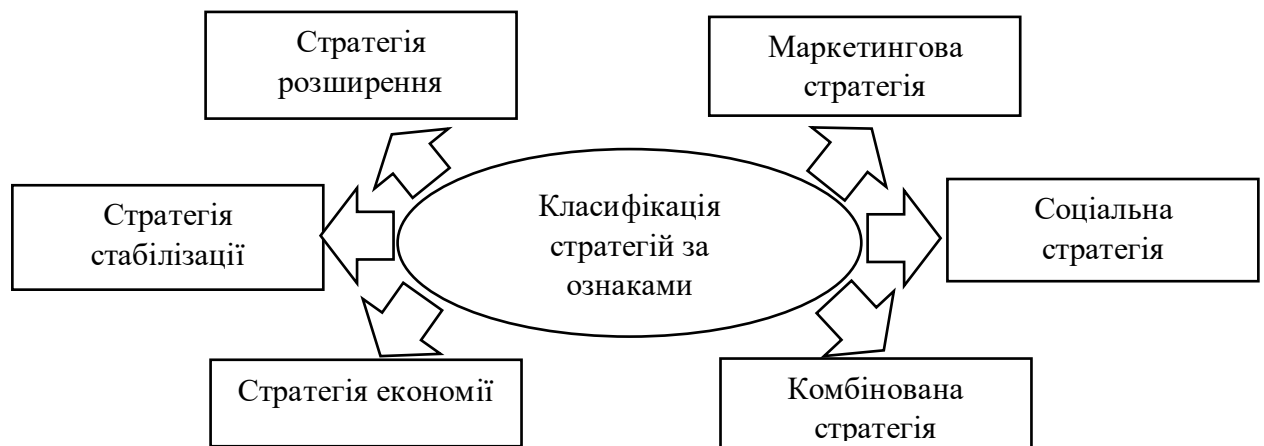 Стратегія
розширення
Маркетингова
стратегія
Класифікація
стратегій за
ознаками
Стратегія
стабілізації
Соціальна
стратегія
Стратегія економії
Комбінована
стратегія